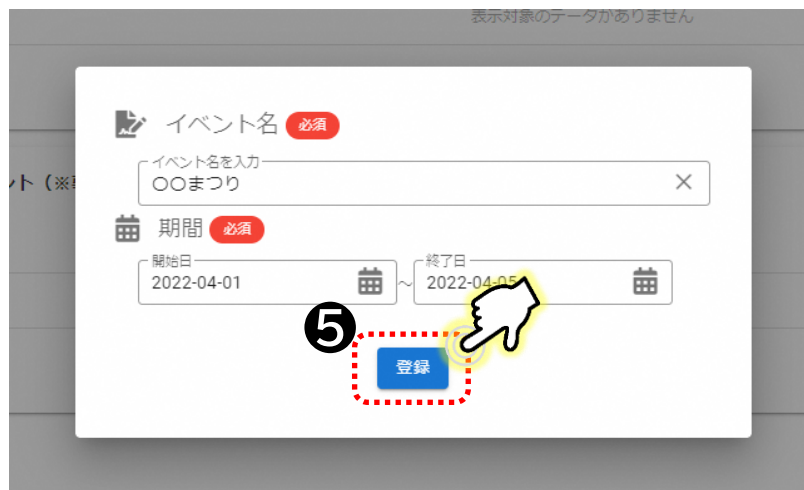 表示対象のデータがありません
イベント名 必須
イベント名を入力
〇〇まつり
ント（※
期間 必須
開始日 終了日
2022-04-01 ～ 2022-04-05
5
登録